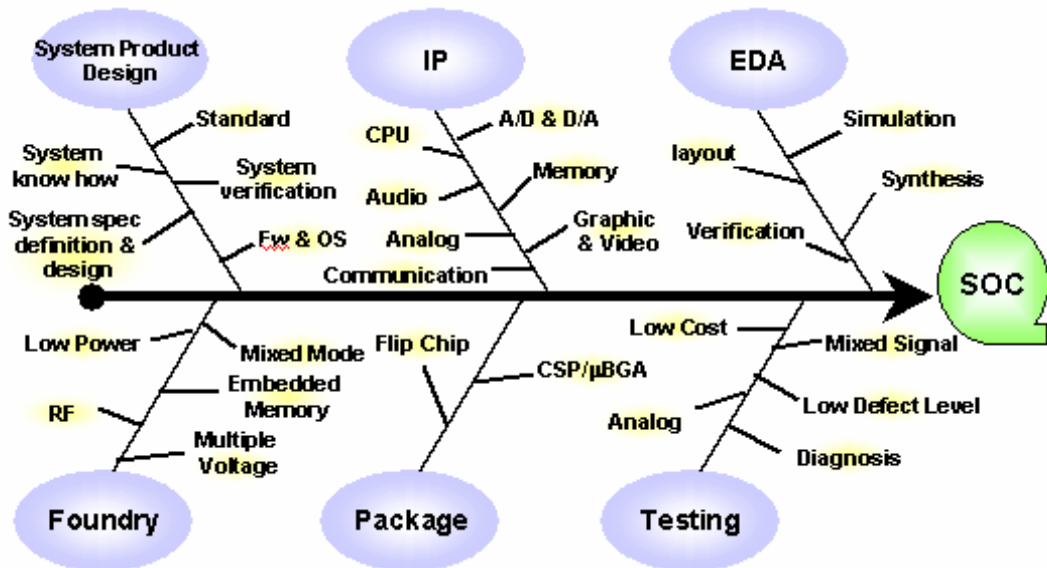 System Product
Design
IP
EDA
Standard
System
know how
System
verification
System spec
definition &
design
Fw & OS
A/D & D/A
CPU
Memory
Audio
Graphic
& Video
Analog
Communication
Simulation
layout
Synthesis
Verification
SOC
Low Power
Mixed Mode
Embedded
Memory
RF
Multiple
Voltage
Flip Chip
CSP/µBGA
Low Cost
Mixed Signal
Low Defect Level
Analog
Diagnosis
Foundry
Package
Testing